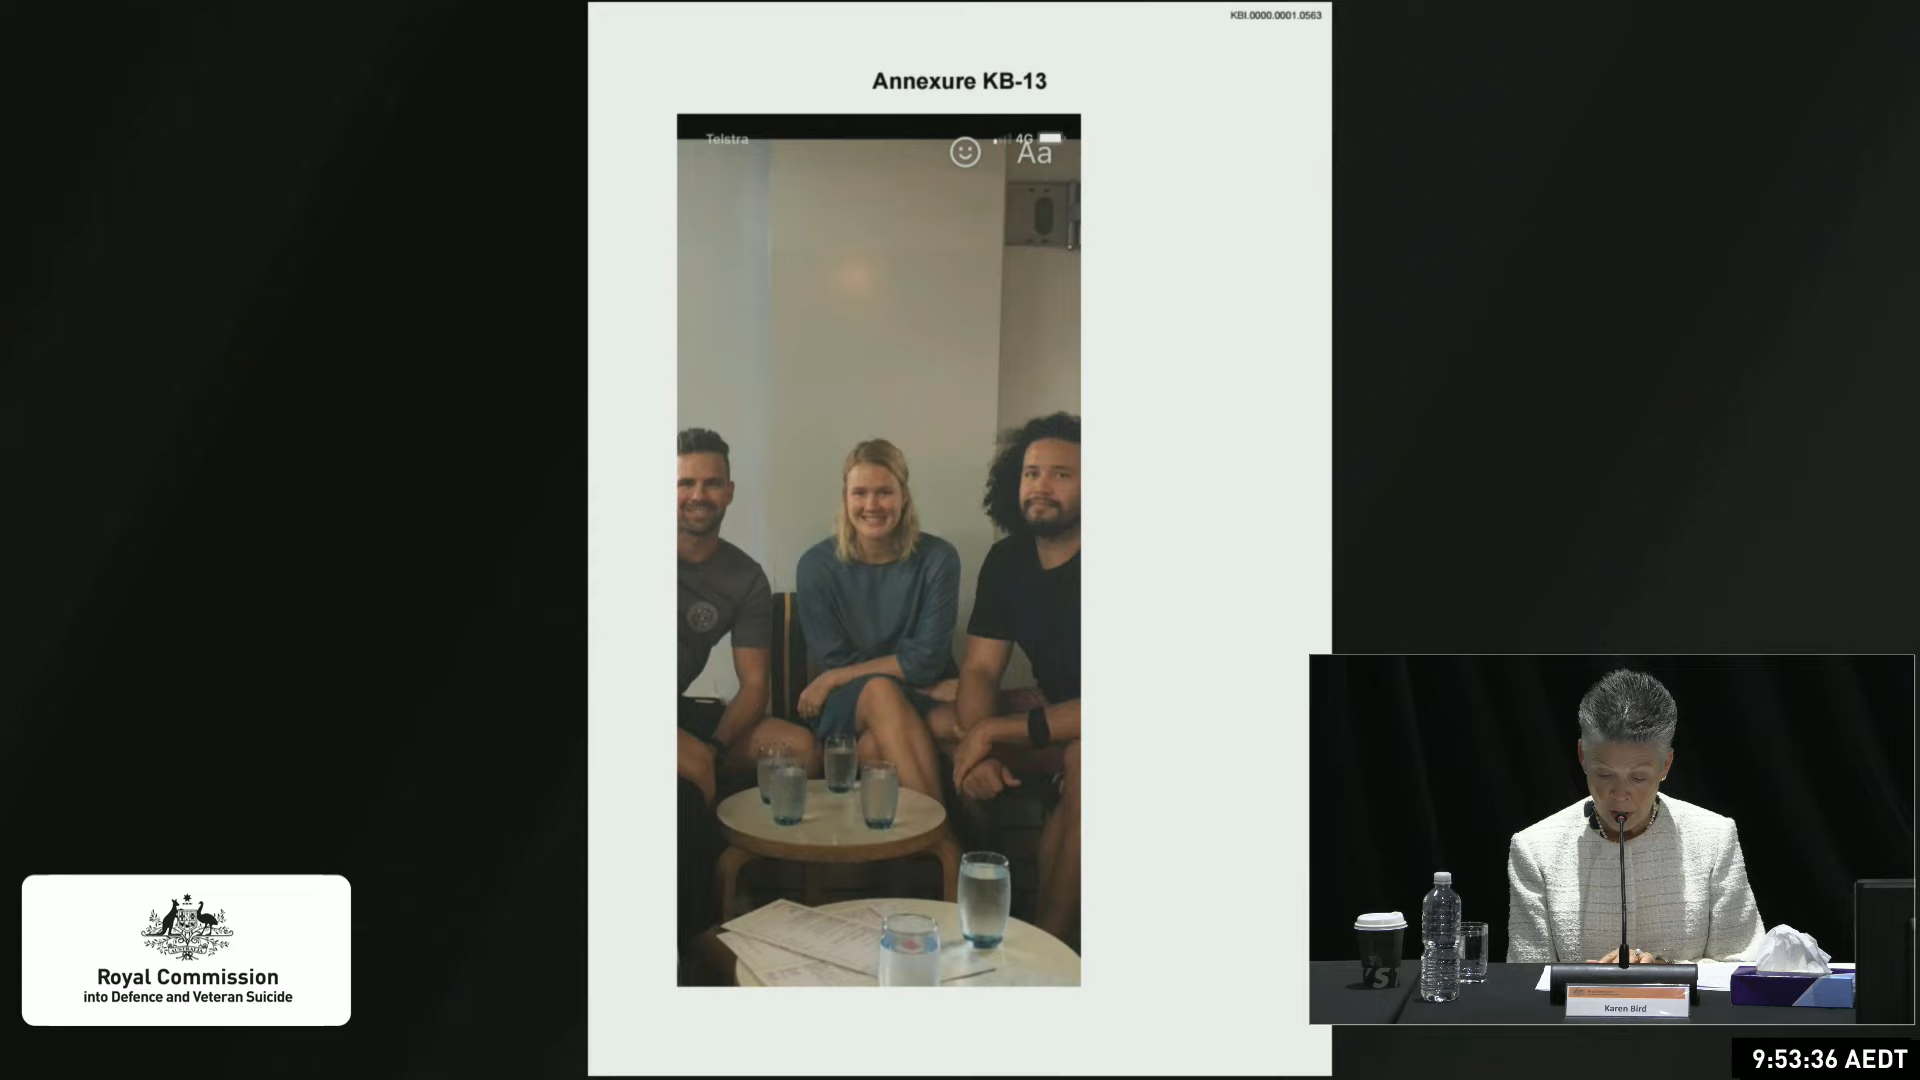 KBI.0000.0001.0563
Annexure KB-13
Telstra
4G
Aa
Royal Commission
into Defence and Veteran Suicide
Karen Bird
9:53:36 AEDT